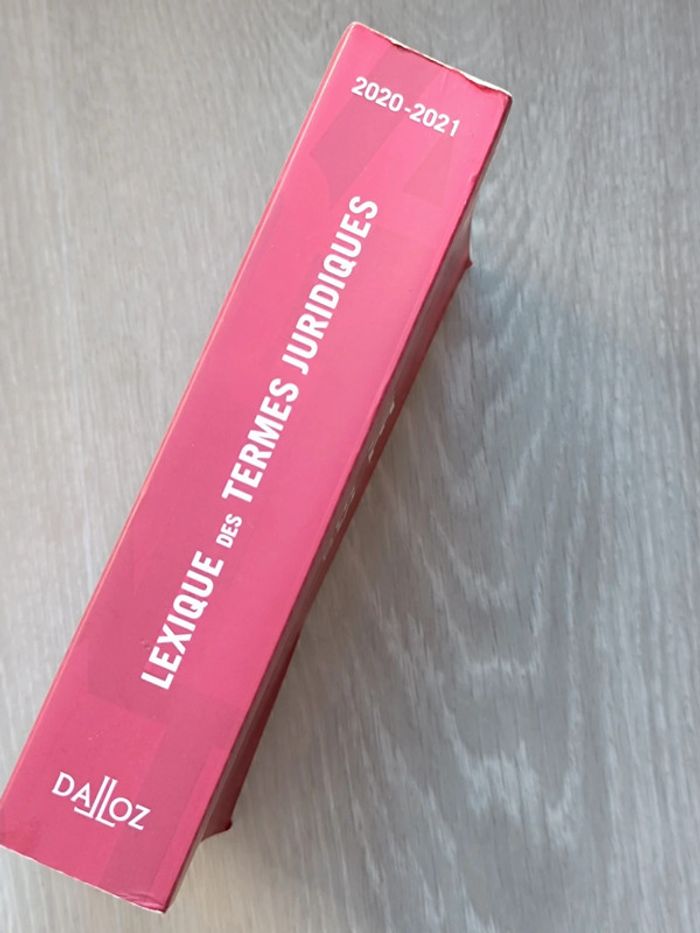 2020-2021
LEXIQUE DES TERMES JURIDIQUES
DALLOZ